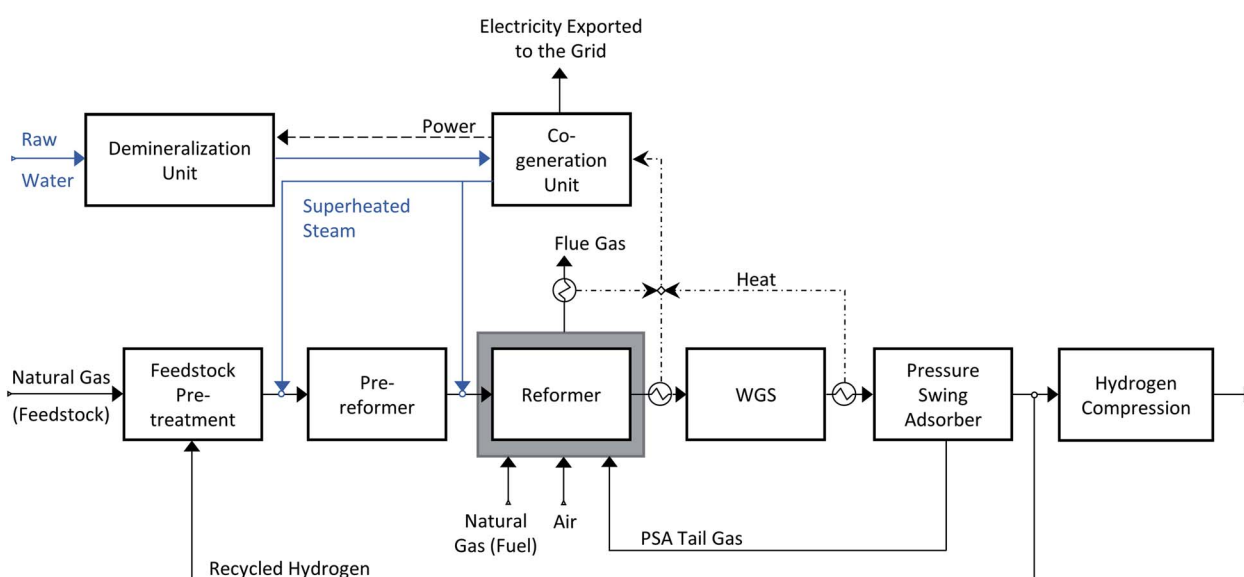 Electricity Exported
to the Grid
Raw
Water
Demineralization
Unit
Power
Co-
generation
Unit
Superheated
Steam
Flue Gas
Heat
Natural Gas
(Feedstock)
Feedstock
Pre-
treatment
Pre-
reformer
Reformer
WGS
Pressure
Swing
Adsorber
Hydrogen
Compression
Natural
Gas (Fuel)
Air
PSA Tail Gas
Recycled Hydrogen